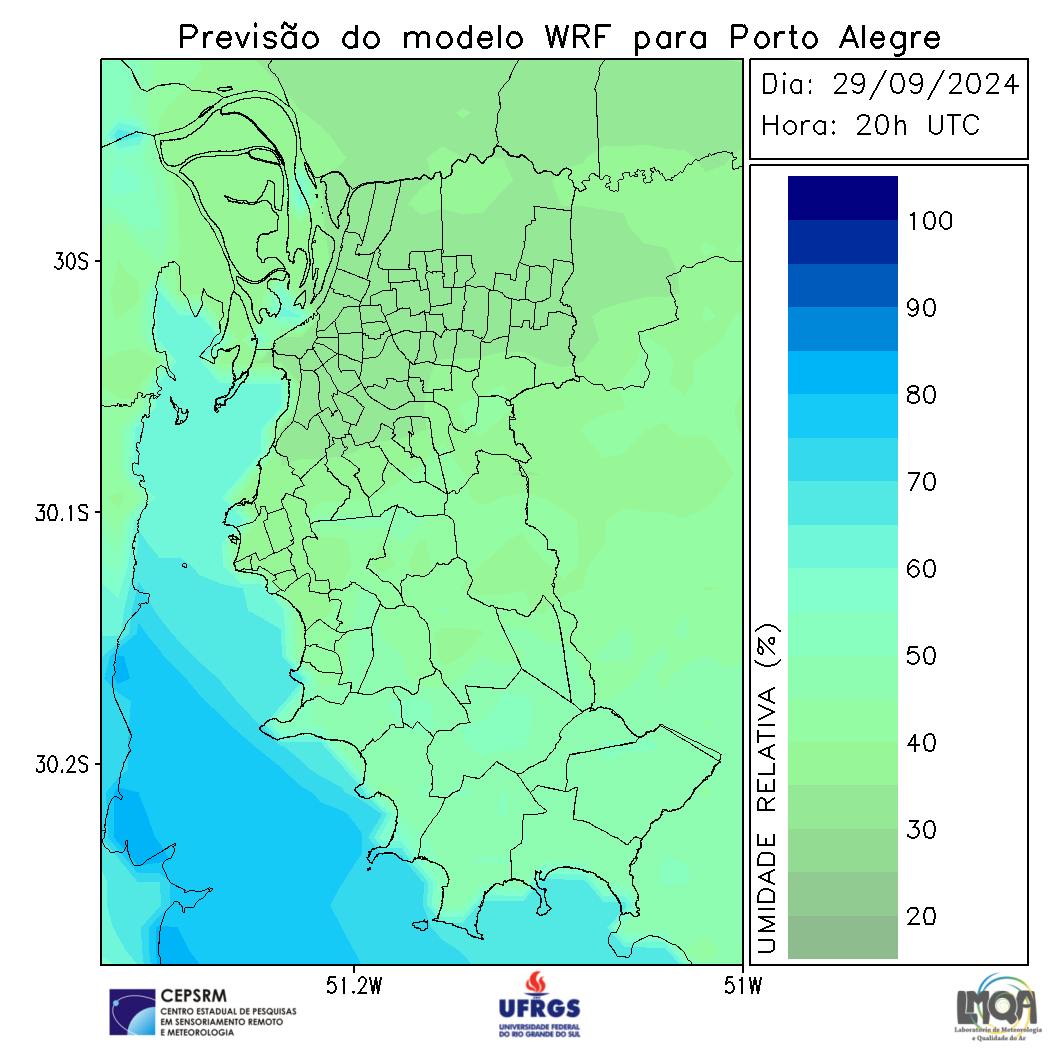 Previsão do modelo WRF para Porto Alegre
Dia: 29/09/2024
Hora: 20h UTC
30S
30.1S
30.2S
51.2W
51W
UMIDADE RELATIVA (%)
100
90
80
70
60
50
40
30
20
CEPSRM
CENTRO ESTADUAL DE PESQUISAS
EM SENSORIAMENTO REMOTO
E METEOROLOGIA
UFRGS
UNIVERSIDADE FEDERAL
DO RIO GRANDE DO SUL
LMQA
Laboratório de Meteorologia
e Qualidade do Ar